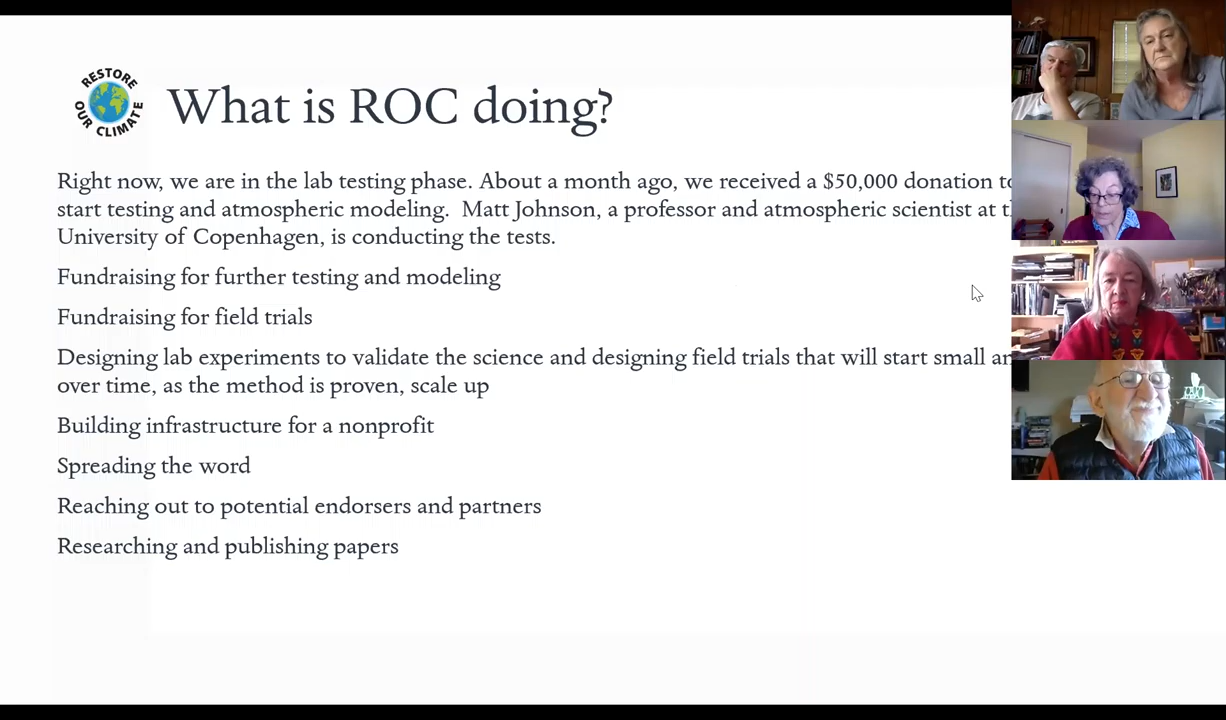 RESTORE
OUR CLIMATE
What is ROC doing?
Right now, we are in the lab testing phase. About a month ago, we received a $50,000 donation
start testing and atmospheric modeling. Matt Johnson, a professor and atmospheric scientist at
University of Copenhagen, is conducting the tests.
Fundraising for further testing and modeling
Fundraising for field trials
Designing lab experiments to validate the science and designing field trials that will start small
over time, as the method is proven, scale up
Building infrastructure for a nonprofit
Spreading the word
Reaching out to potential endorsers and partners
Researching and publishing papers